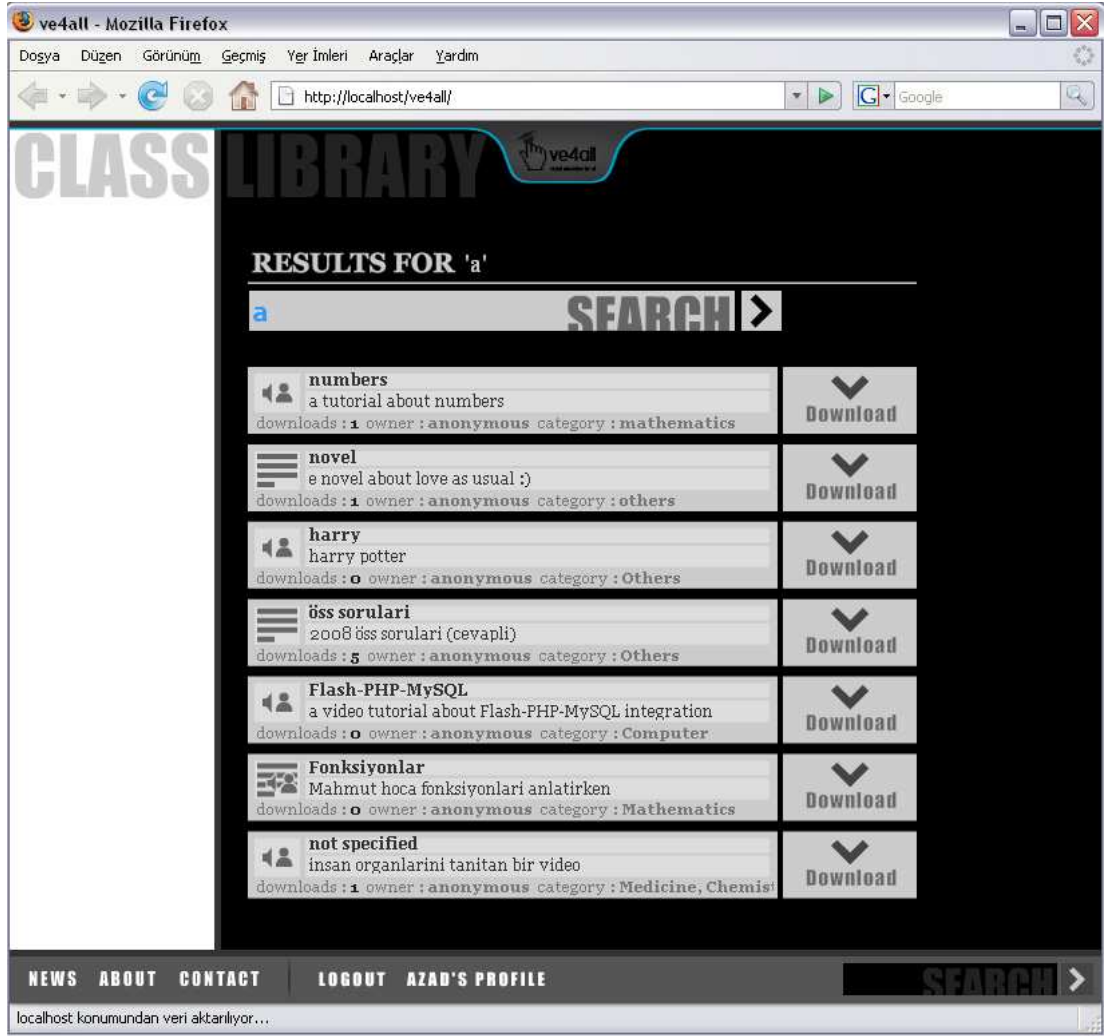 ve4all - Mozilla Firefox
Dosya Düzen Görünüm Geçmiş Yer İmleri Araçlar Yardım
http://localhost/ve4all/ Google
CLASS LIBRARY ve4all
RESULTS FOR 'a'
a SEARCH
numbers
a tutorial about numbers
downloads : 1 owner : anonymous category : mathematics
Download
novel
e novel about love as usual :)
downloads : 1 owner : anonymous category : others
Download
harry
harry potter
downloads : 0 owner : anonymous category : Others
Download
öss sorulari
2008 öss sorulari (cevapli)
downloads : 5 owner : anonymous category : Others
Download
Flash-PHP-MySQL
a video tutorial about Flash-PHP-MySQL integration
downloads : 0 owner : anonymous category : Computer
Download
Fonksiyonlar
Mahmut hoca fonksiyonlari anlatirken
downloads : 0 owner : anonymous category : Mathematics
Download
not specified
insan organlarini tanitan bir video
downloads : 1 owner : anonymous category : Medicine, Chemist
Download
NEWS ABOUT CONTACT LOGOUT AZAD'S PROFILE SEARCH
localhost konumundan veri aktarılıyor...